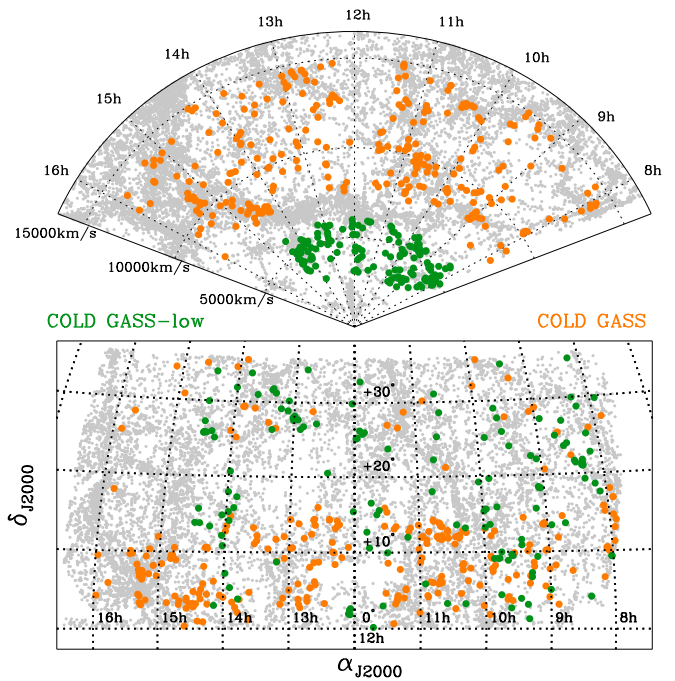 12h
13h
11h
14h
10h
15h
9h
16h
8h
15000km/s
10000km/s
5000km/s
COLD GASS-low
COLD GASS
+30°
+20°
+10°
0°
16h
15h
14h
13h
11h
10h
9h
8h
12h
δJ2000
αJ2000